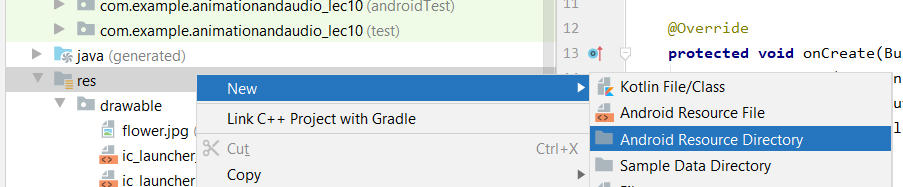 com.example.animationandaudio_lec10 (androidTest)
com.example.animationandaudio_lec10 (test)
java (generated)
res
drawable
flower.jpg
ic_launcher_
ic_launcher
New
Link C++ Project with Gradle
Cut Ctrl+X
Copy
Kotlin File/Class
Android Resource File
Android Resource Directory
Sample Data Directory
11
12 @Override
13 protected void onCreate(Bu